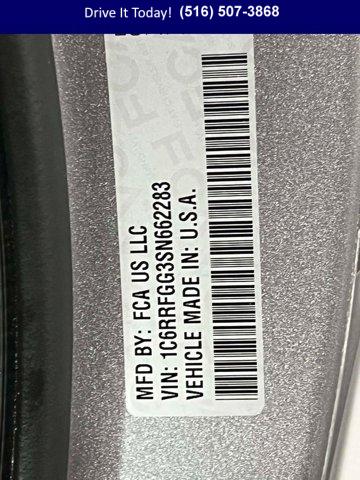 Drive It Today! (516) 507-3868
MFD BY: FCA US LLC
VIN: 1C6RRFGG3SN662283
VEHICLE MADE IN: U.S.A.